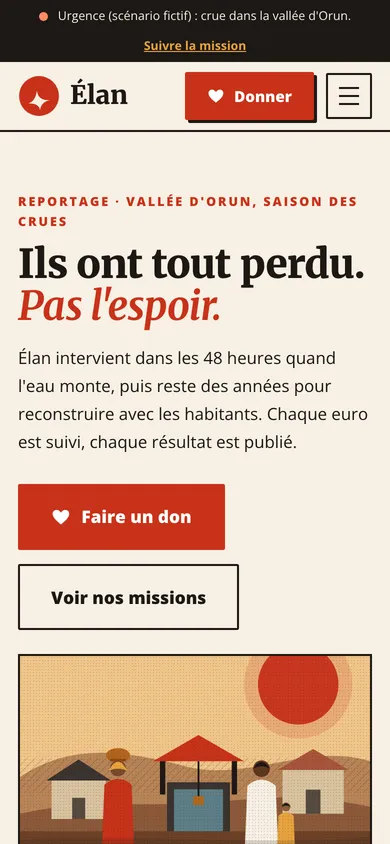 Urgence (scénario fictif) : crue dans la vallée d'Orun.
Suivre la mission
Élan
Donner
REPORTAGE · VALLÉE D'ORUN, SAISON DES
CRUES
Ils ont tout perdu.
Pas l'espoir.
Élan intervient dans les 48 heures quand
l'eau monte, puis reste des années pour
reconstruire avec les habitants. Chaque euro
est suivi, chaque résultat est publié.
Faire un don
Voir nos missions